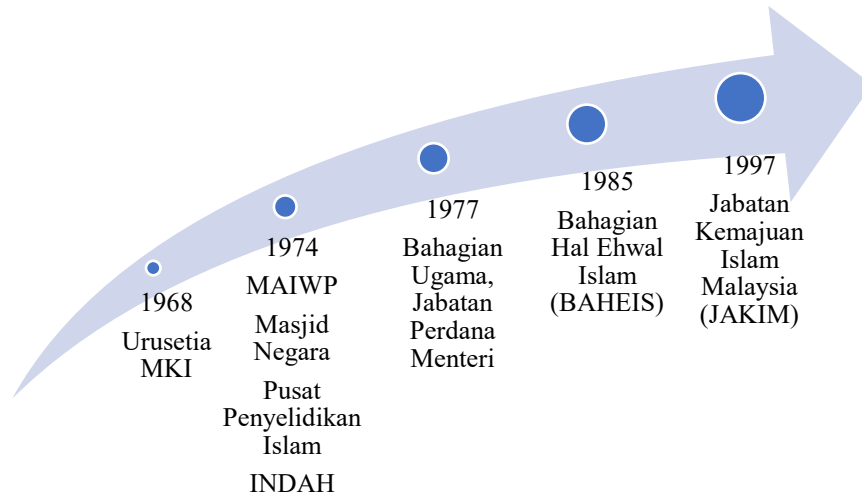 1968
Urusetia
MKI
1974
MAIWP
Masjid
Negara
Pusat
Penyelidikan
Islam
INDAH
1977
Bahagian
Ugama,
Jabatan
Perdana
Menteri
1985
Bahagian
Hal Ehwal
Islam
(BAHEIS)
1997
Jabatan
Kemajuan
Islam
Malaysia
(JAKIM)